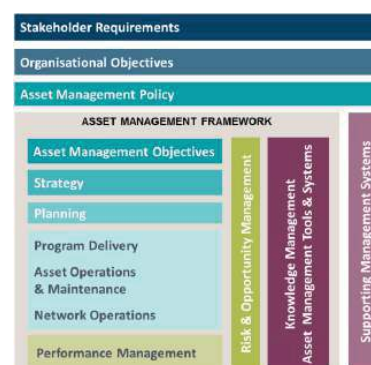 Stakeholder Requirements
Organisational Objectives
Asset Management Policy
ASSET MANAGEMENT FRAMEWORK
Asset Management Objectives
Strategy
Planning
Program Delivery
Asset Operations
& Maintenance
Network Operations
Performance Management
Risk & Opportunity Management
Knowledge Management
Asset Management Tools & Systems
Supporting Management Systems